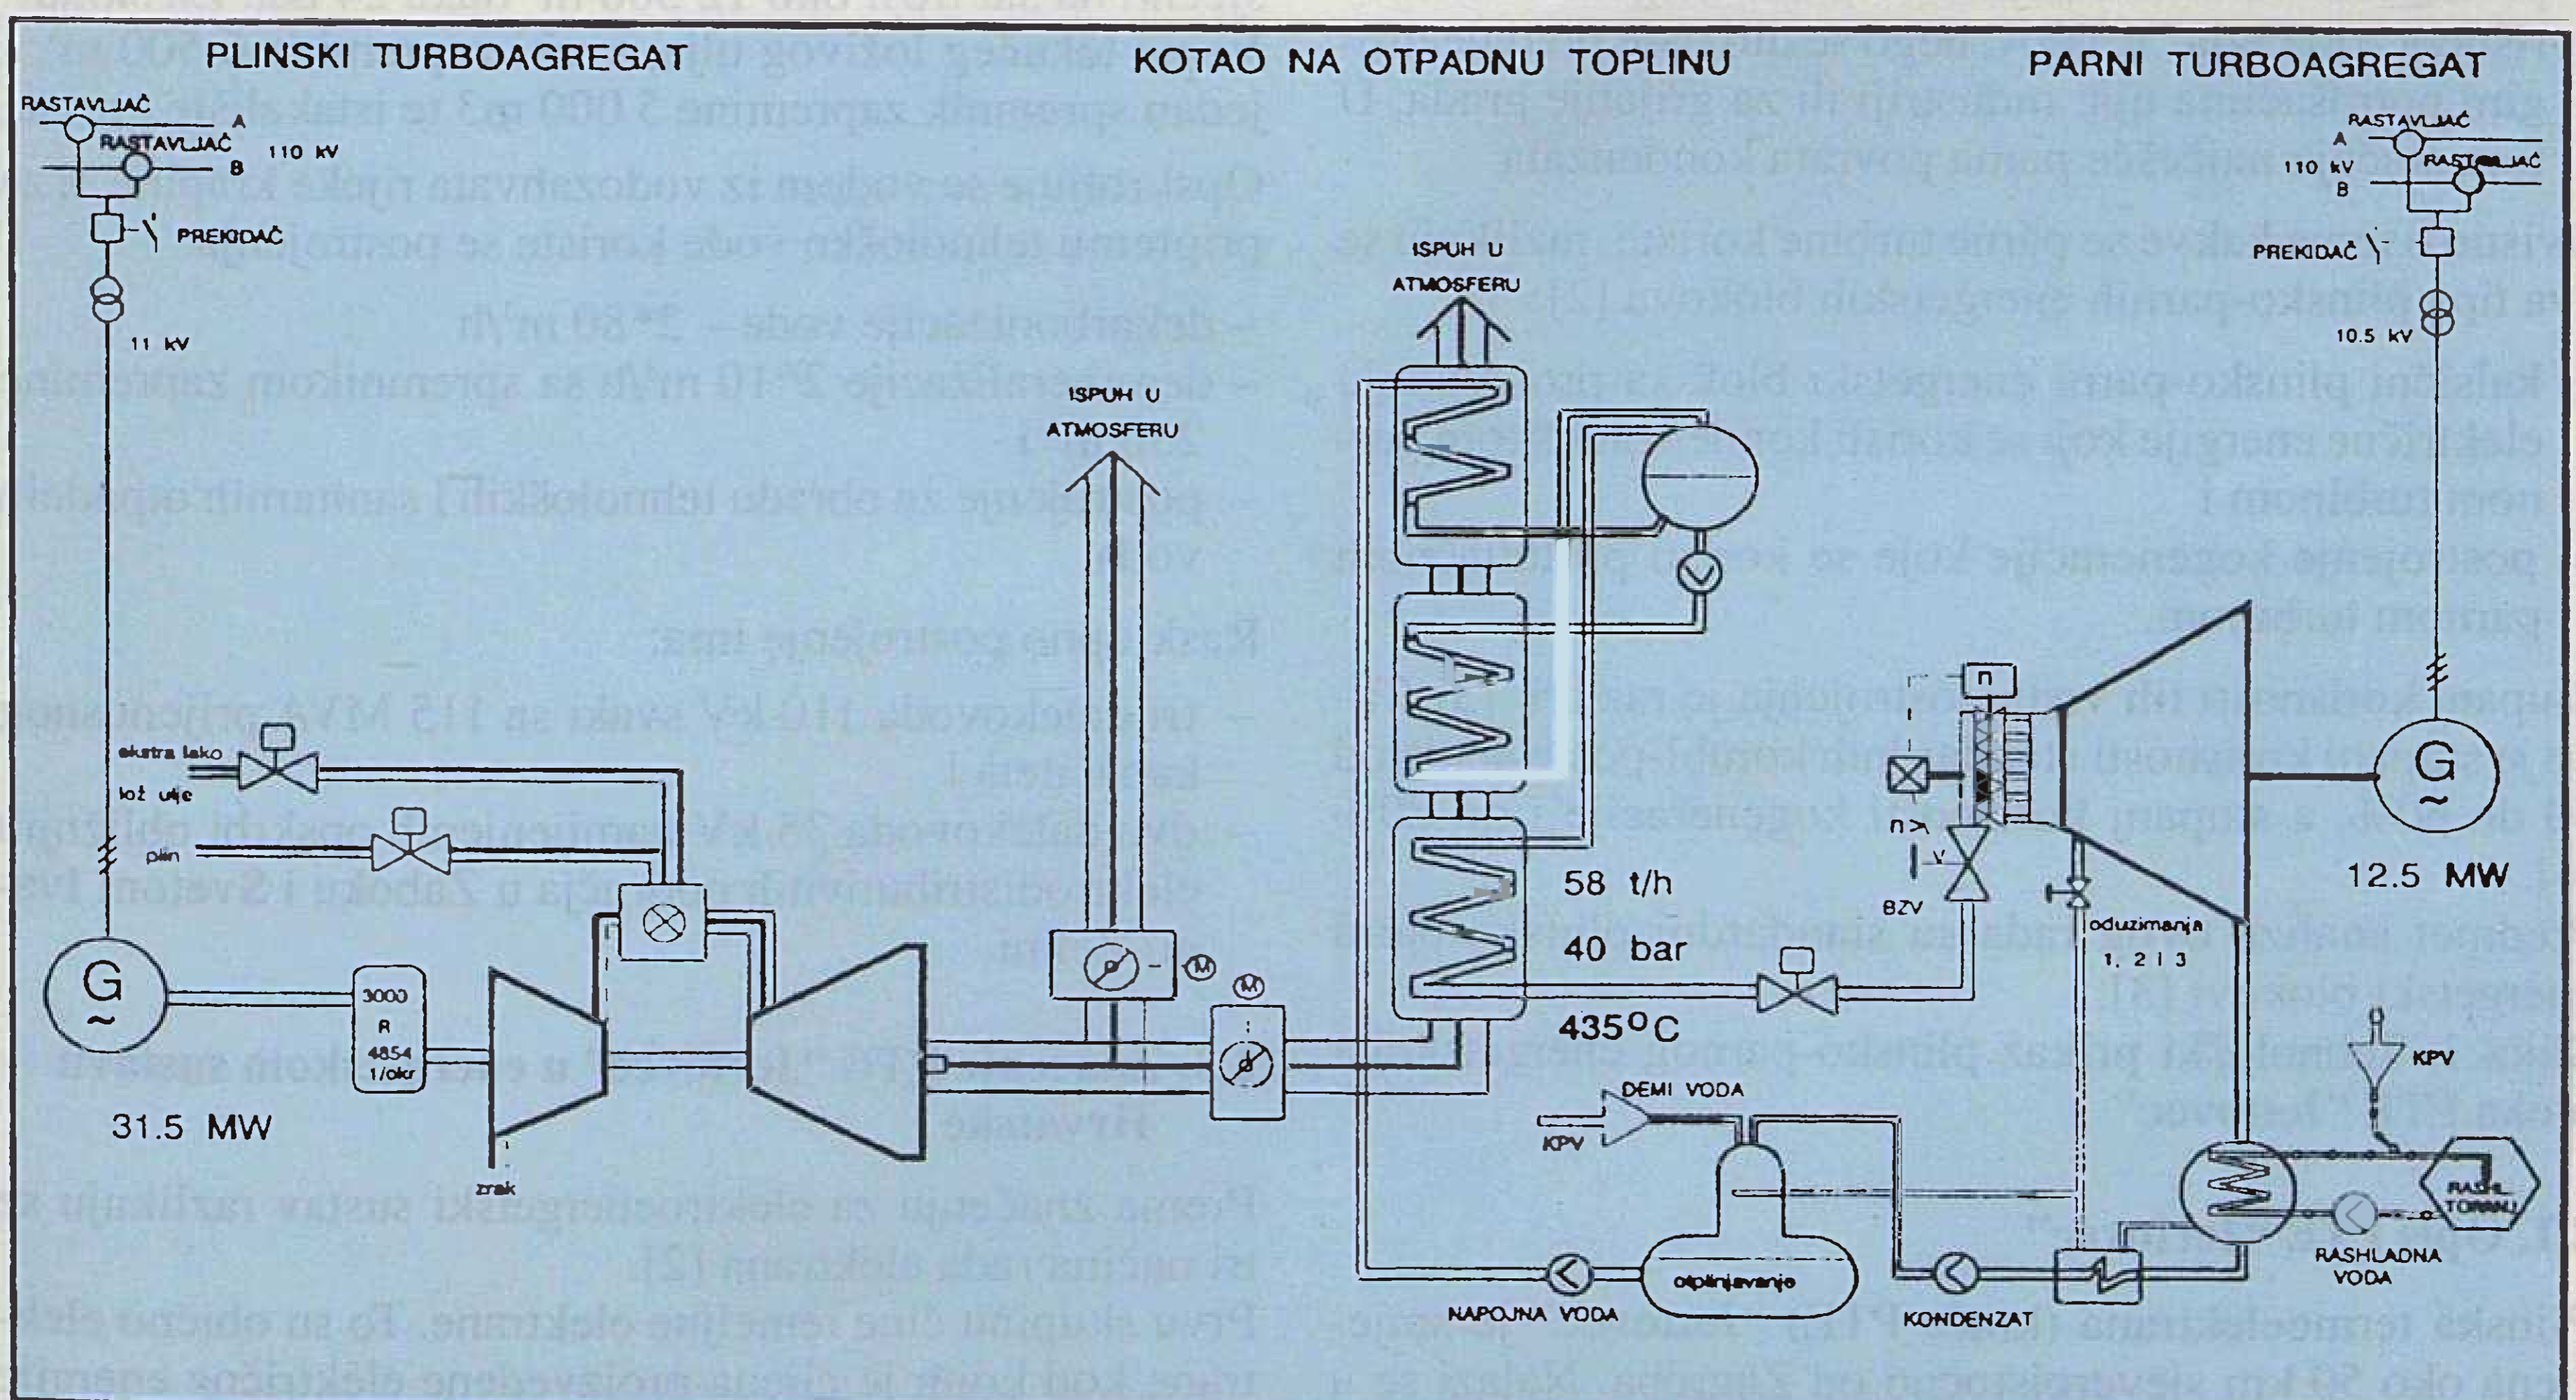 PLINSKI TURBOAGREGAT
KOTAO NA OTPADNU TOPLINU
PARNI TURBOAGREGAT
RASTAVLJAČ
A
RASTAVLJAČ
110 kV
B
PREKIDAČ
11 kV
RASTAVLJAČ
A
RASTAVLJAČ
110 kV
B
PREKIDAČ
10.5 kV
ISPUH U
ATMOSFERU
ISPUH U
ATMOSFERU
ekstra lako
lož ulje
plin
G
~
3000
R
4854
1/okr
31.5 MW
zrak
M
M
58 t/h
40 bar
435°C
n
n>
V
BZV
oduzimanja
1, 2 i 3
G
~
12.5 MW
DEMI VODA
KPV
otplinjavanje
NAPOJNA VODA
KONDENZAT
KPV
RASHL.
TORANJ
RASHLADNA
VODA